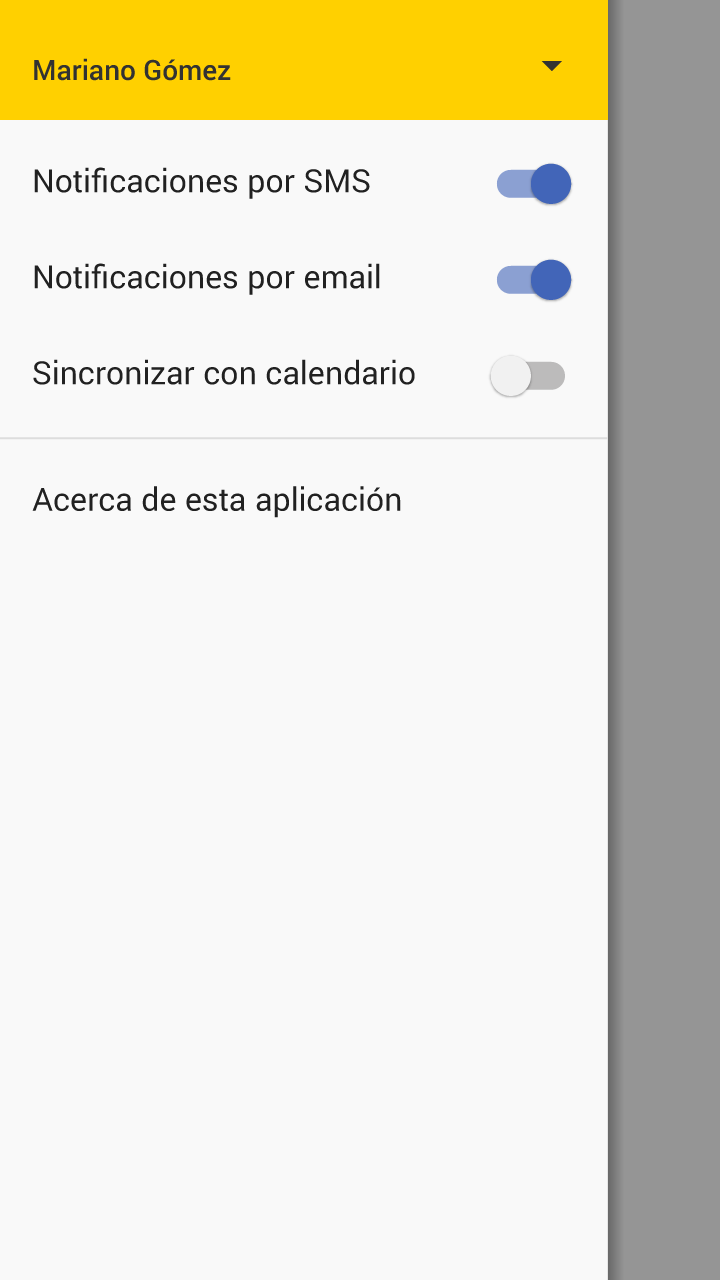 Mariano Gómez
Notificaciones por SMS
Notificaciones por email
Sincronizar con calendario
Acerca de esta aplicación